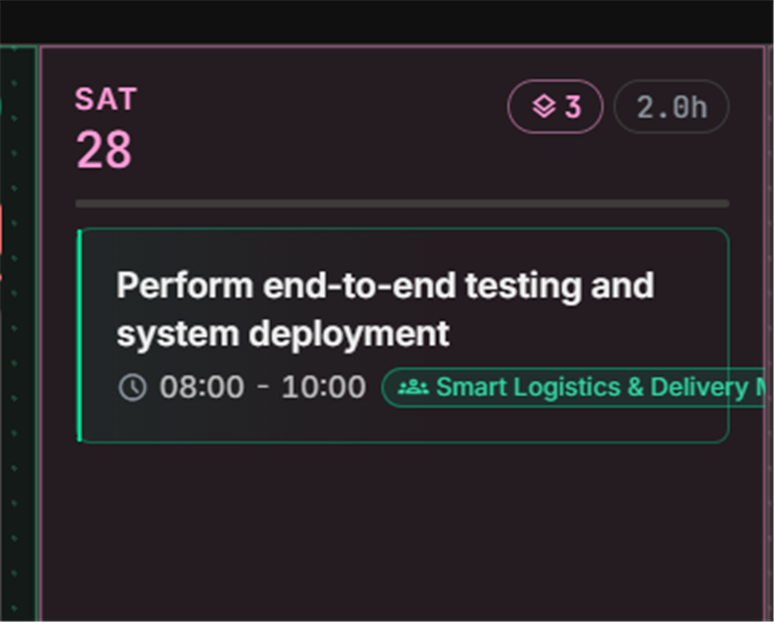 SAT
28
3
2.0h
Perform end-to-end testing and
system deployment
08:00 - 10:00
Smart Logistics & Delivery